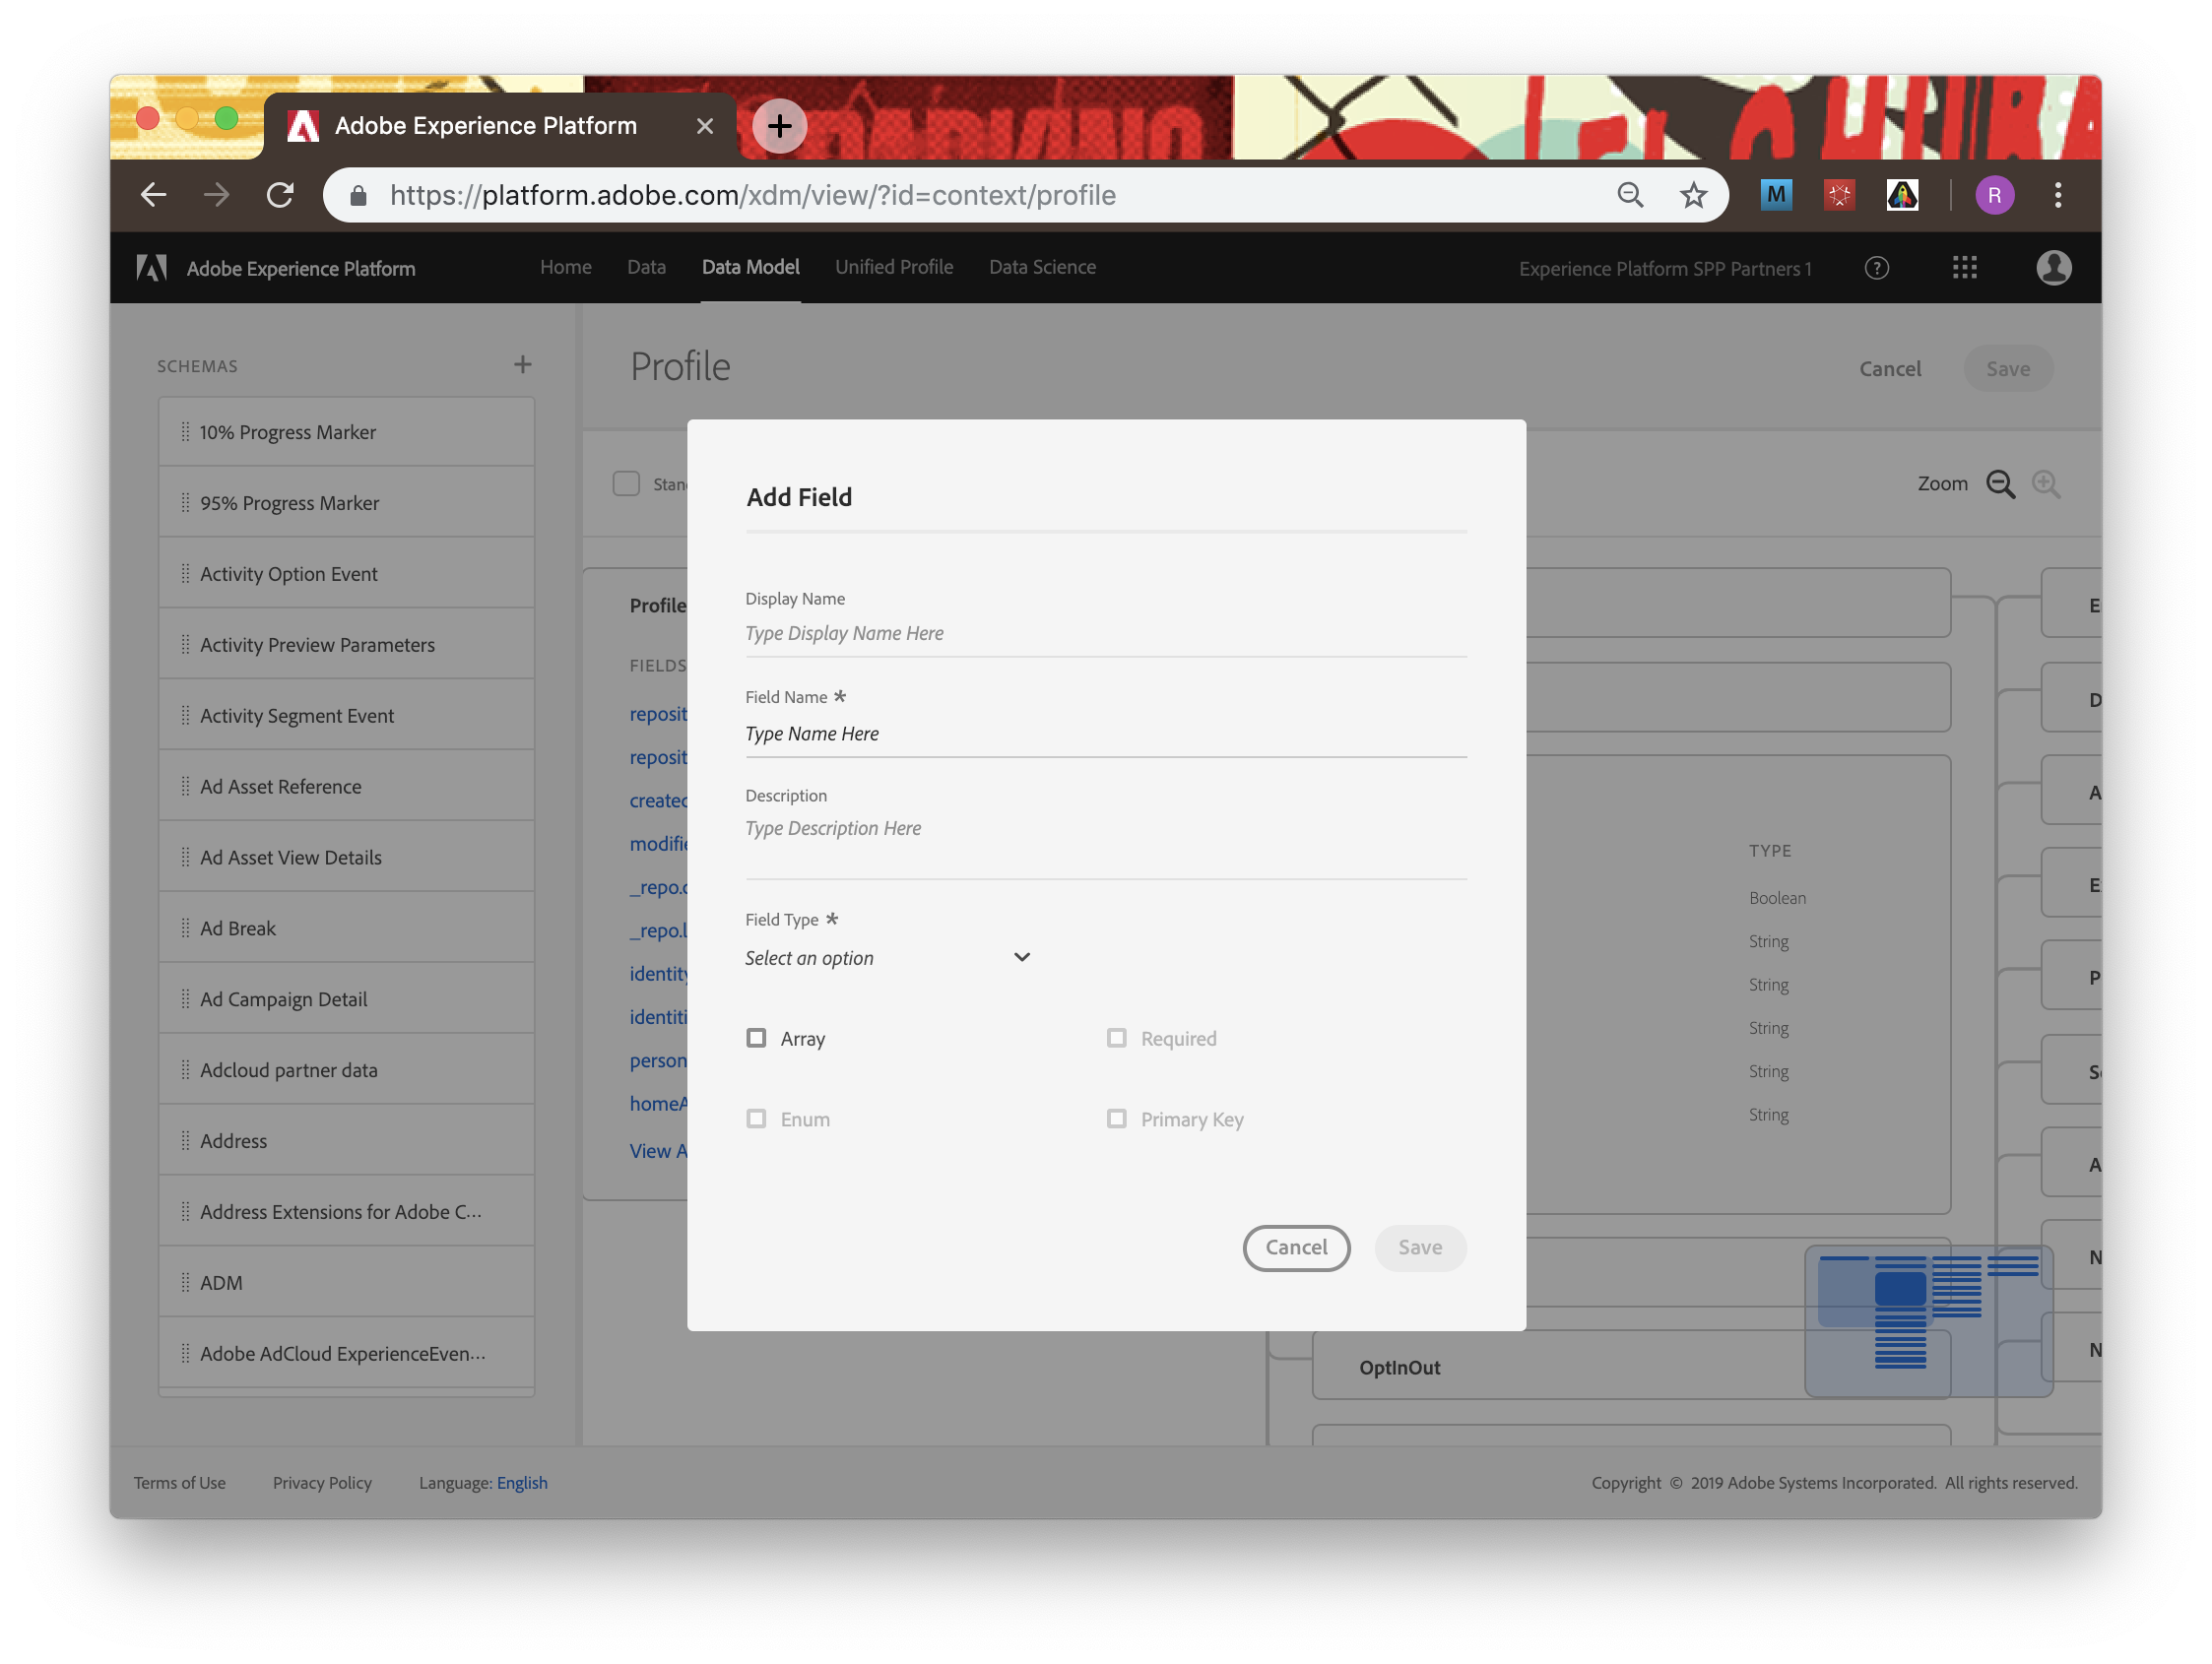 Adobe Experience Platform
https://platform.adobe.com/xdm/view/?id=context/profile
M
R
Adobe Experience Platform
Home
Data
Data Model
Unified Profile
Data Science
Experience Platform SPP Partners 1
?
SCHEMAS
10% Progress Marker
95% Progress Marker
Activity Option Event
Activity Preview Parameters
Activity Segment Event
Ad Asset Reference
Ad Asset View Details
Ad Break
Ad Campaign Detail
Adcloud partner data
Address
Address Extensions for Adobe C...
ADM
Adobe AdCloud ExperienceEven...
Profile
Cancel
Save
Stan
Zoom
Profile
FIELDS
reposit
reposit
created
modifie
_repo.c
_repo.l
identity
identiti
person
homeA
View A
Add Field
Display Name
Type Display Name Here
Field Name *
Type Name Here
Description
Type Description Here
Field Type *
Select an option
Array
Required
Enum
Primary Key
Cancel
Save
TYPE
Boolean
String
String
String
String
String
OptInOut
E
D
A
E
P
S
A
N
N
Terms of Use
Privacy Policy
Language: English
Copyright © 2019 Adobe Systems Incorporated. All rights reserved.